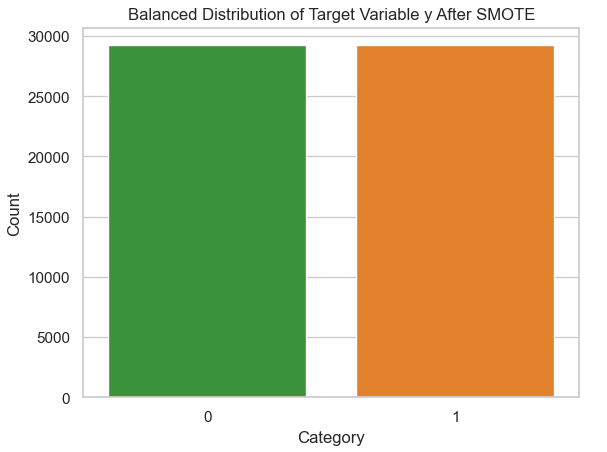 Balanced Distribution of Target Variable y After SMOTE
30000
25000
20000
15000
10000
5000
0
Count
0 1
Category